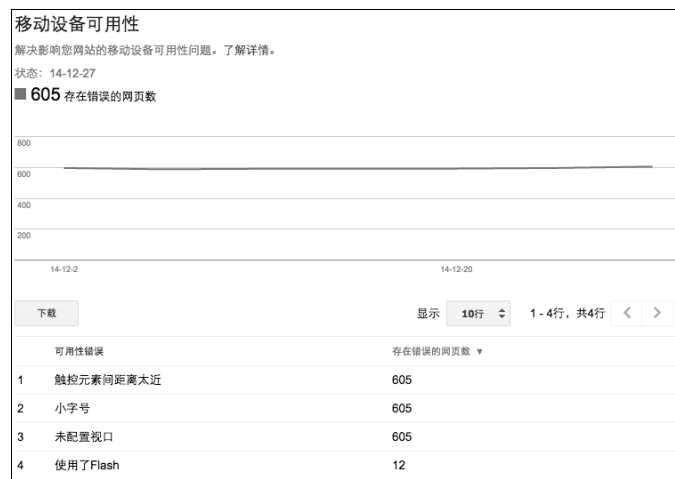 移动设备可用性
解决影响您网站的移动设备可用性问题。了解详情。
状态：14-12-27
605 存在错误的网页数
800
600
400
200
14-12-2 14-12-20
下载 显示 10行 1 - 4行，共4行
可用性错误 存在错误的网页数 ▼
1 触控元素间距离太近 605
2 小字号 605
3 未配置视口 605
4 使用了Flash 12